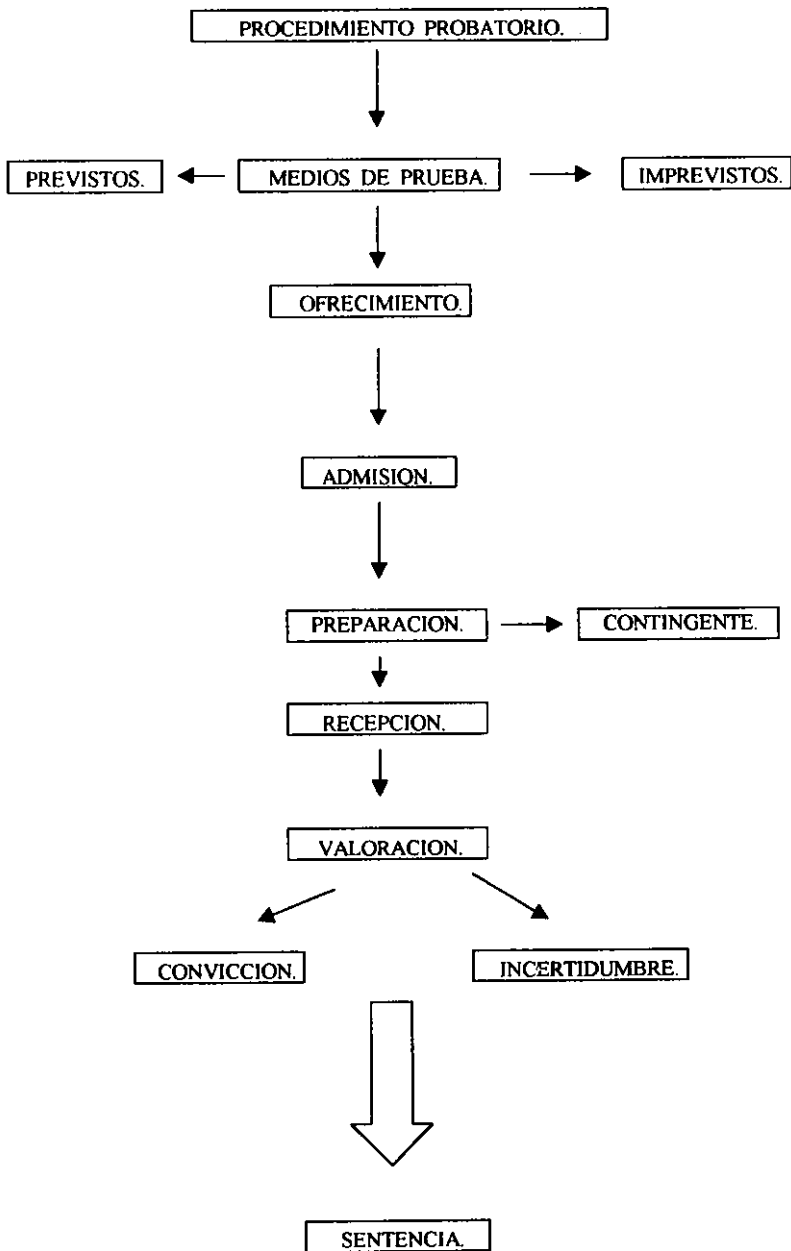 PROCEDIMIENTO PROBATORIO.
PREVISTOS.
MEDIOS DE PRUEBA.
IMPREVISTOS.
OFRECIMIENTO.
ADMISION.
PREPARACION.
CONTINGENTE.
RECEPCION.
VALORACION.
CONVICCION.
INCERTIDUMBRE.
SENTENCIA.